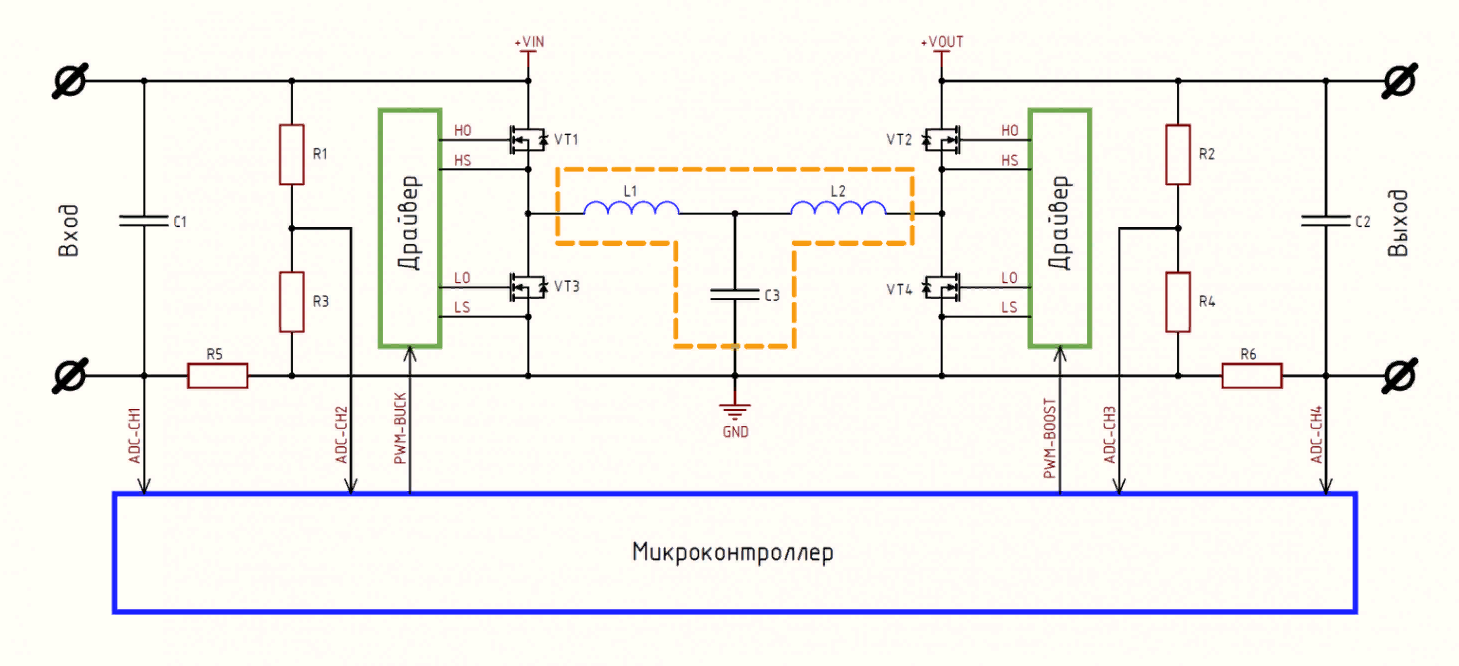 +VIN
+VOUT
HO
VT1
VT2
HO
R1
HS
HS
R2
L1
L2
Вход
C1
Драйвер
Драйвер
C2
Выход
R3
LO
VT3
C3
VT4
LO
R4
LS
LS
R5
R6
ADC-CH1
ADC-CH2
PWM-BUCK
GND
PWM-BOOST
ADC-CH3
ADC-CH4
Микроконтроллер